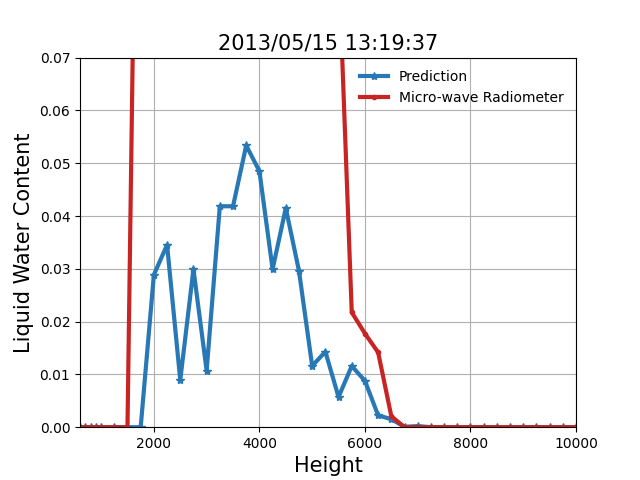 2013/05/15 13:19:37
Prediction
Micro-wave Radiometer
Liquid Water Content
0.07
0.06
0.05
0.04
0.03
0.02
0.01
0.00
2000 4000 6000 8000 10000
Height